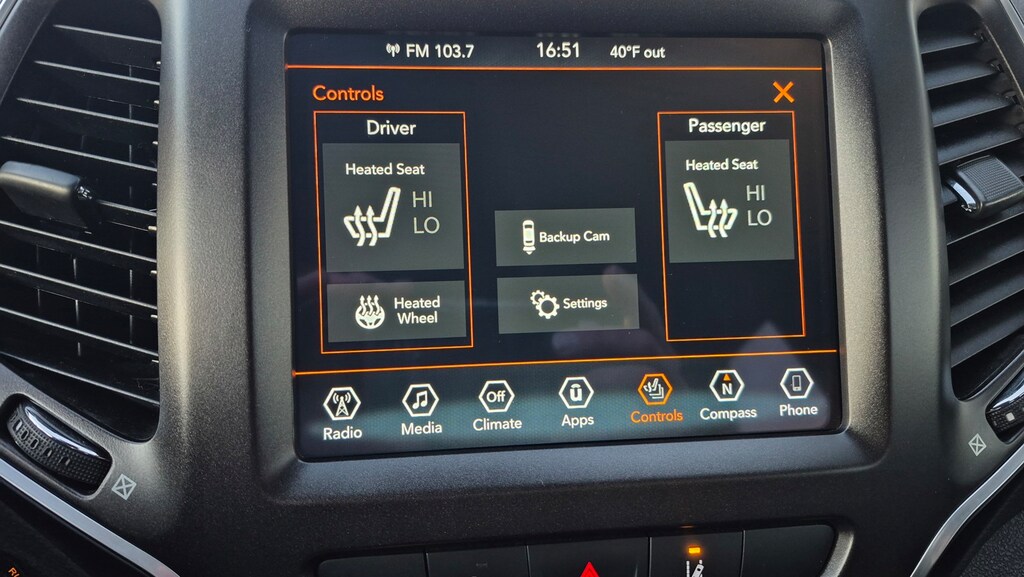 FM 103.7
16:51
40°F out
Controls
Driver
Heated Seat
HI
LO
Heated
Wheel
Backup Cam
Settings
Passenger
Heated Seat
HI
LO
Radio
Media
Off
Climate
ū
Apps
Controls
N
Compass
Phone